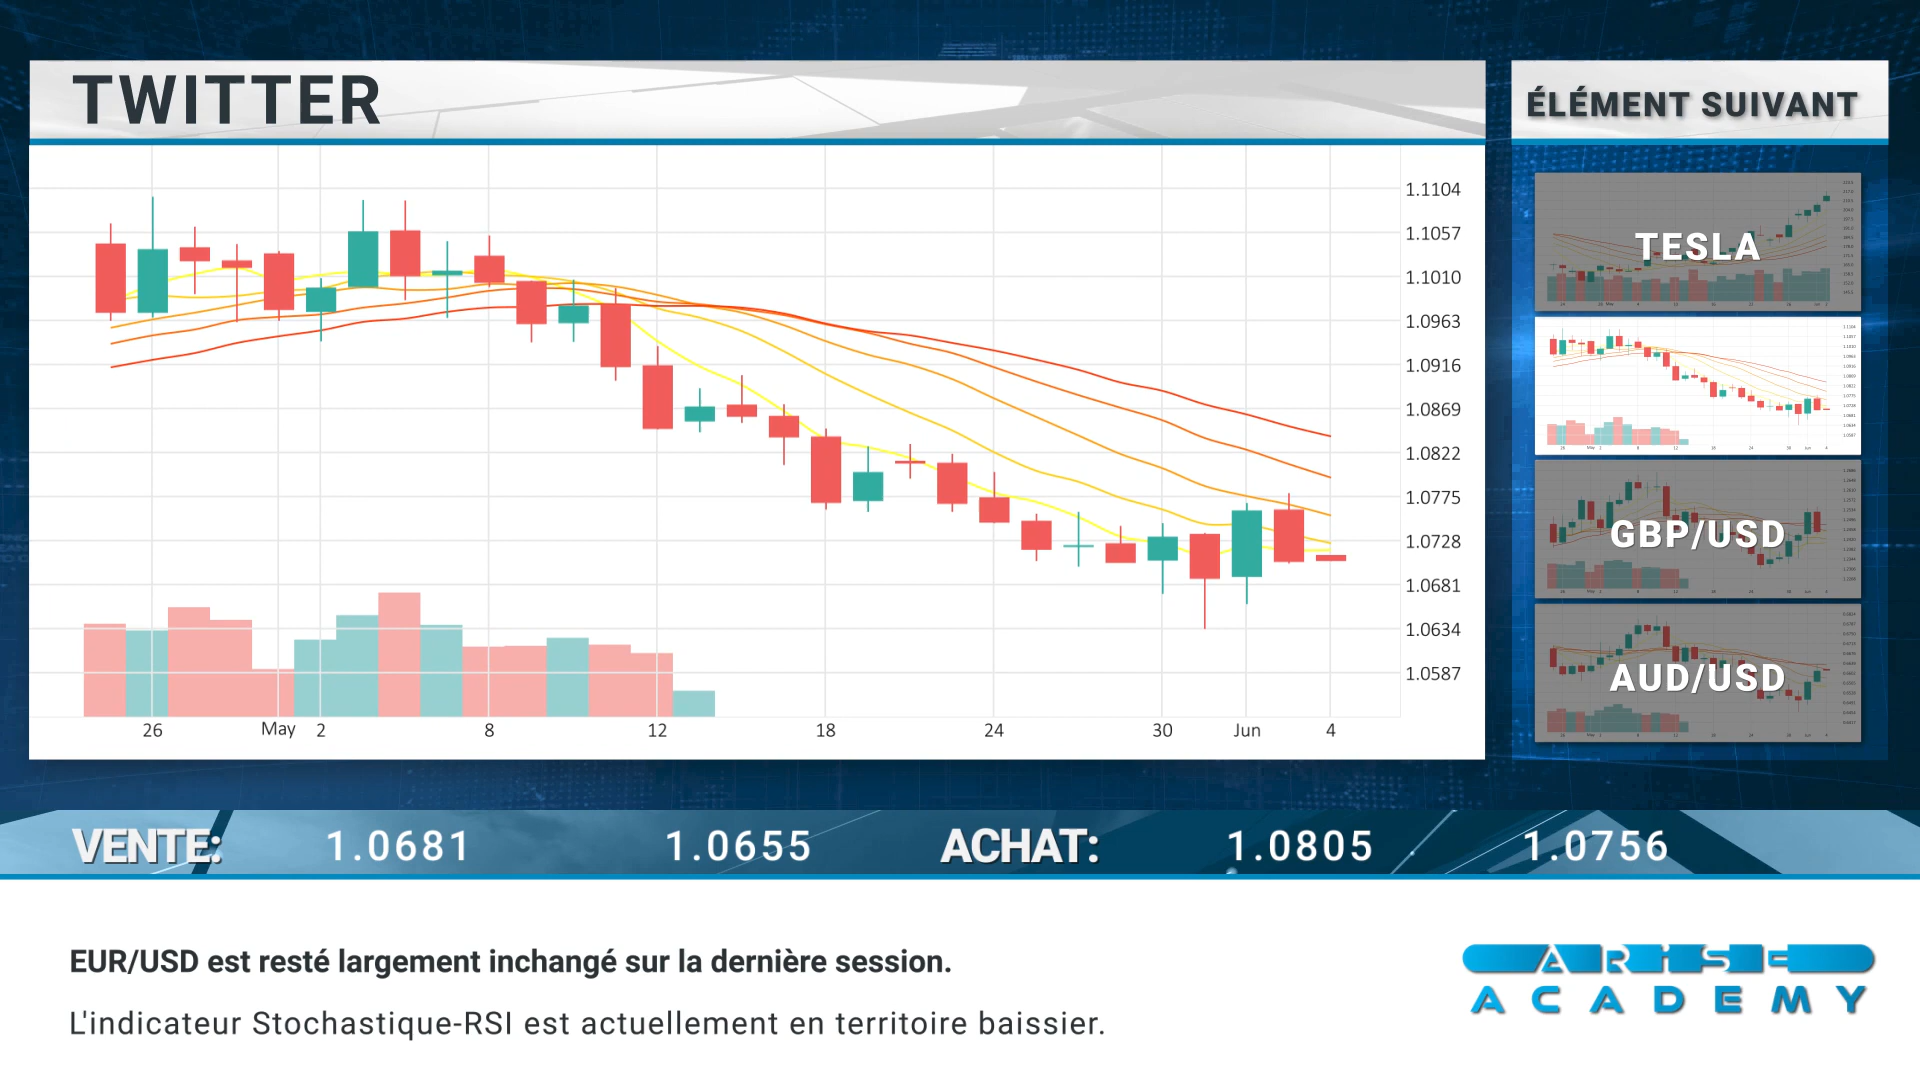 TWITTER
ÉLÉMENT SUIVANT
1.1104
1.1057
1.1010
1.0963
1.0916
1.0869
1.0822
1.0775
1.0728
1.0681
1.0634
1.0587
26 May 2 8 12 18 24 30 Jun 4
TESLA
GBP/USD
AUD/USD
VENTE: 1.0681 1.0655 ACHAT: 1.0805 1.0756
EUR/USD est resté largement inchangé sur la dernière session.
L'indicateur Stochastique-RSI est actuellement en territoire baissier.
ARISE
ACADEMY